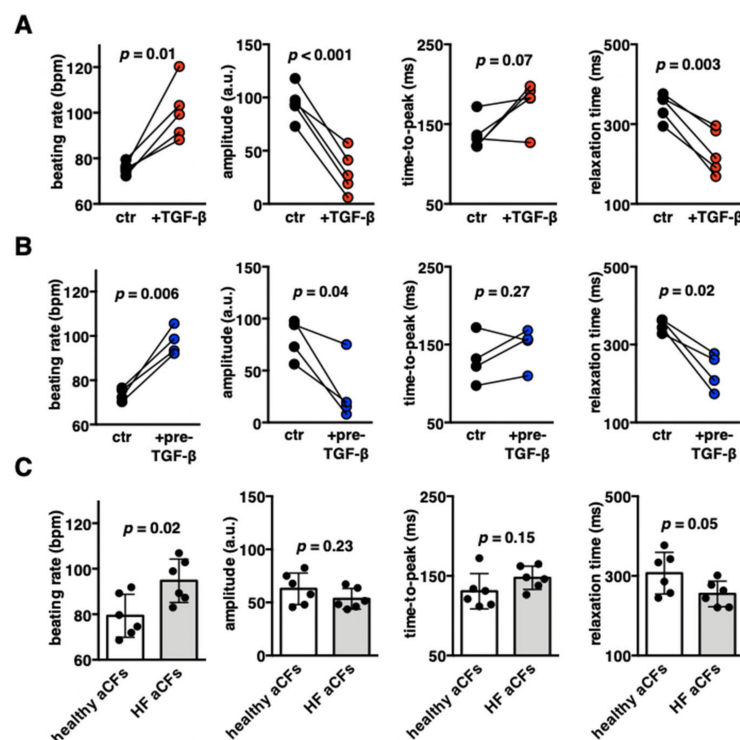 A
beating rate (bpm)
120
100
80
60
p = 0.01
ctr +TGF-β
amplitude (a.u.)
150
100
50
0
p < 0.001
ctr +TGF-β
time-to-peak (ms)
250
150
50
p = 0.07
ctr +TGF-β
relaxation time (ms)
500
300
100
p = 0.003
ctr +TGF-β
B
beating rate (bpm)
120
100
80
60
p = 0.006
ctr +pre-
TGF-β
amplitude (a.u.)
150
100
50
0
p = 0.04
ctr +pre-
TGF-β
time-to-peak (ms)
250
150
50
p = 0.27
ctr +pre-
TGF-β
relaxation time (ms)
500
300
100
p = 0.02
ctr +pre-
TGF-β
C
beating rate (bpm)
120
100
80
60
p = 0.02
healthy aCFs
HF aCFs
amplitude (a.u.)
150
100
50
0
p = 0.23
healthy aCFs
HF aCFs
time-to-peak (ms)
250
150
50
p = 0.15
healthy aCFs
HF aCFs
relaxation time (ms)
500
300
100
p = 0.05
healthy aCFs
HF aCFs